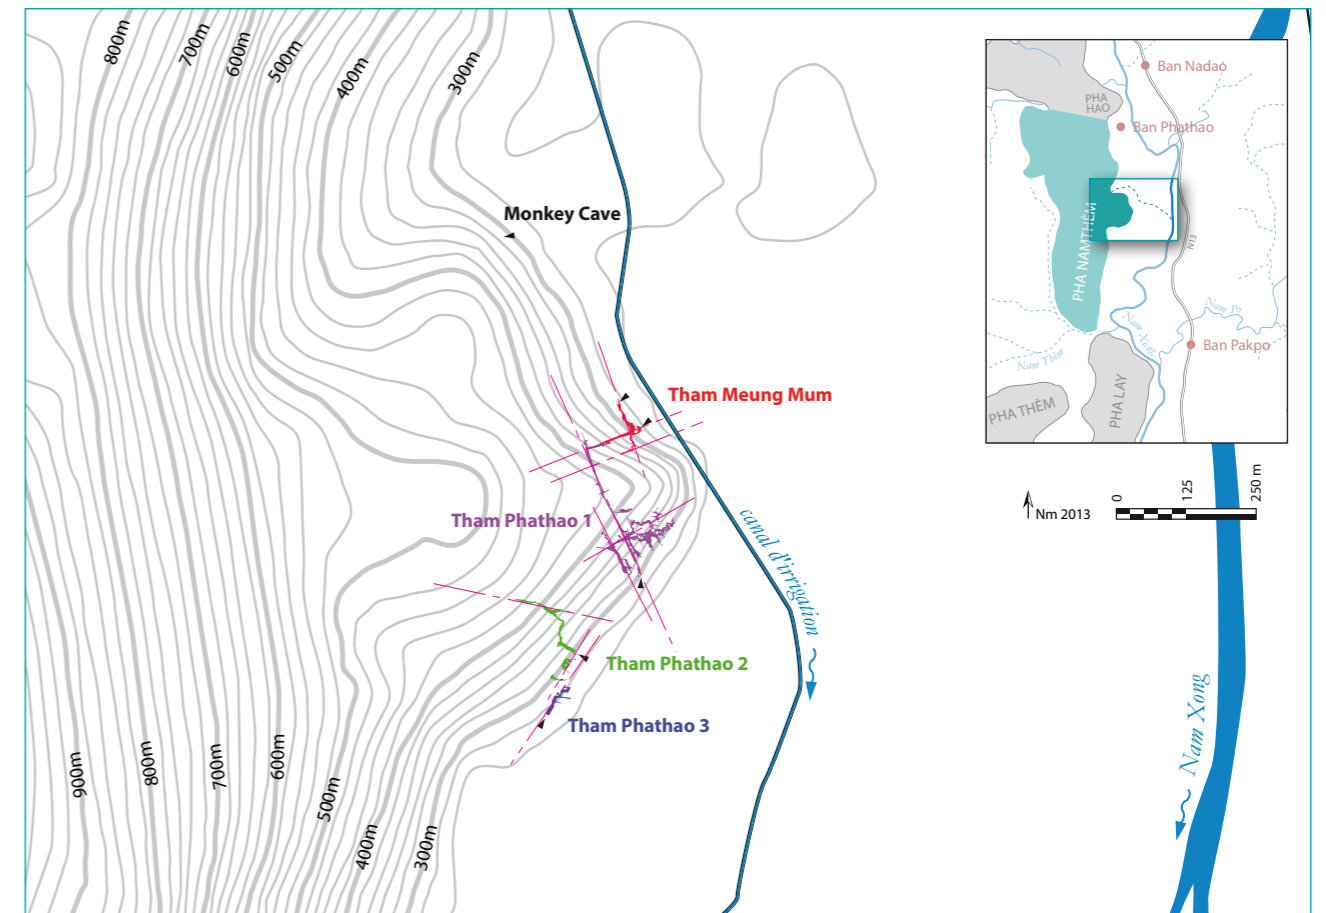 800m
700m
600m
500m
400m
300m
Monkey Cave
Tham Meung Mum
Tham Phathao 1
Tham Phathao 2
Tham Phathao 3
canal d'irrigation
Nam Xong
900m
800m
700m
600m
500m
400m
300m
Nm 2013
0
125
250 m
Ban Nadao
PHA
HAO
Ban Phathao
PHA NAMTHÈM
N13
Nam Po
Nam Xong
Ban Pakpo
Nam Thèm
PHA THÈM
PHA LAY